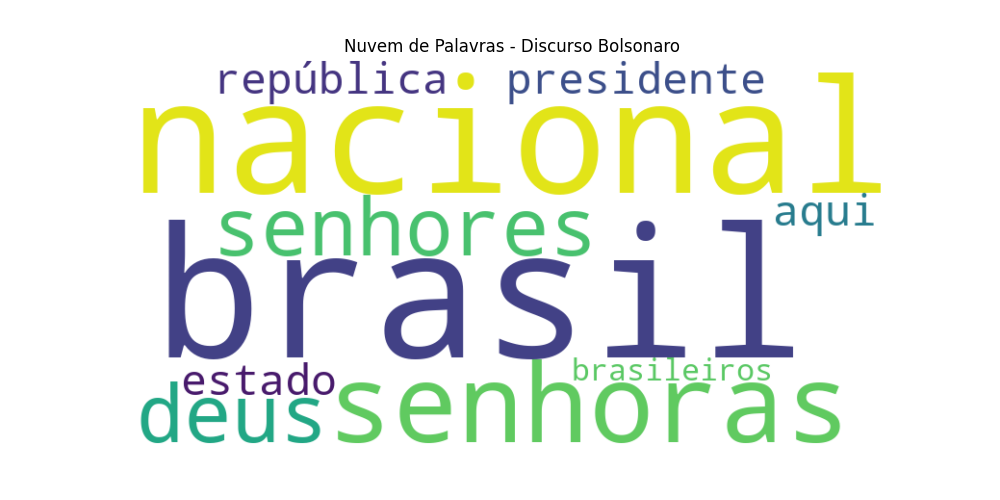 Nuvem de Palavras - Discurso Bolsonaro
república presidente
nacional
senhores aqui
brasil
estado brasileiros
deus senhoras